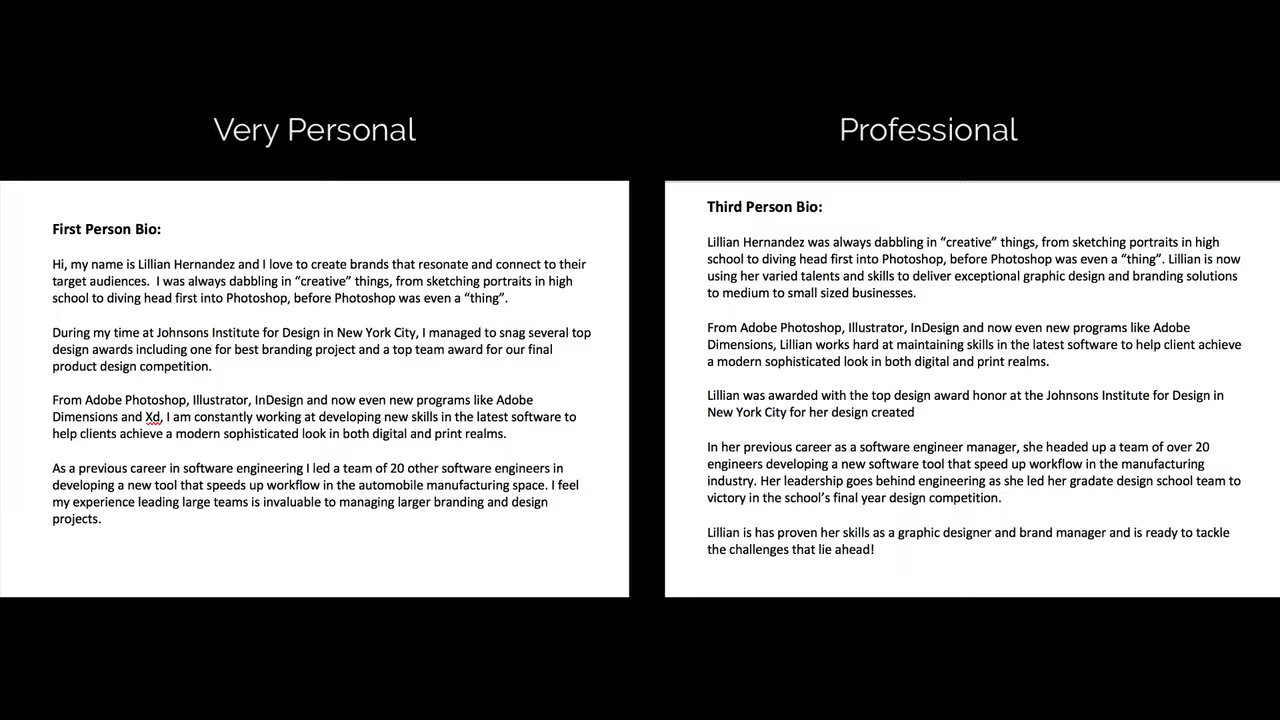 Very Personal
First Person Bio:
Hi, my name is Lillian Hernandez and I love to create brands that resonate and connect to their
target audiences.  I was always dabbling in “creative” things, from sketching portraits in high
school to diving head first into Photoshop, before Photoshop was even a “thing”.
During my time at Johnsons Institute for Design in New York City, I managed to snag several top
design awards including one for best branding project and a top team award for our final
product design competition.
From Adobe Photoshop, Illustrator, InDesign and now even new programs like Adobe
Dimensions and Xd, I am constantly working at developing new skills in the latest software to
help clients achieve a modern sophisticated look in both digital and print realms.
As a previous career in software engineering I led a team of 20 other software engineers in
developing a new tool that speeds up workflow in the automobile manufacturing space. I feel
my experience leading large teams is invaluable to managing larger branding and design
projects.
Professional
Third Person Bio:
Lillian Hernandez was always dabbling in “creative” things, from sketching portraits in high
school to diving head first into Photoshop, before Photoshop was even a “thing”. Lillian is now
using her varied talents and skills to deliver exceptional graphic design and branding solutions
to medium to small sized businesses.
From Adobe Photoshop, Illustrator, InDesign and now even new programs like Adobe
Dimensions, Lillian works hard at maintaining skills in the latest software to help client achieve
a modern sophisticated look in both digital and print realms.
Lillian was awarded with the top design award honor at the Johnsons Institute for Design in
New York City for her design created
In her previous career as a software engineer manager, she headed up a team of over 20
engineers developing a new software tool that speed up workflow in the manufacturing
industry. Her leadership goes behind engineering as she led her gradate design school team to
victory in the school’s final year design competition.
Lillian is has proven her skills as a graphic designer and brand manager and is ready to tackle
the challenges that lie ahead!